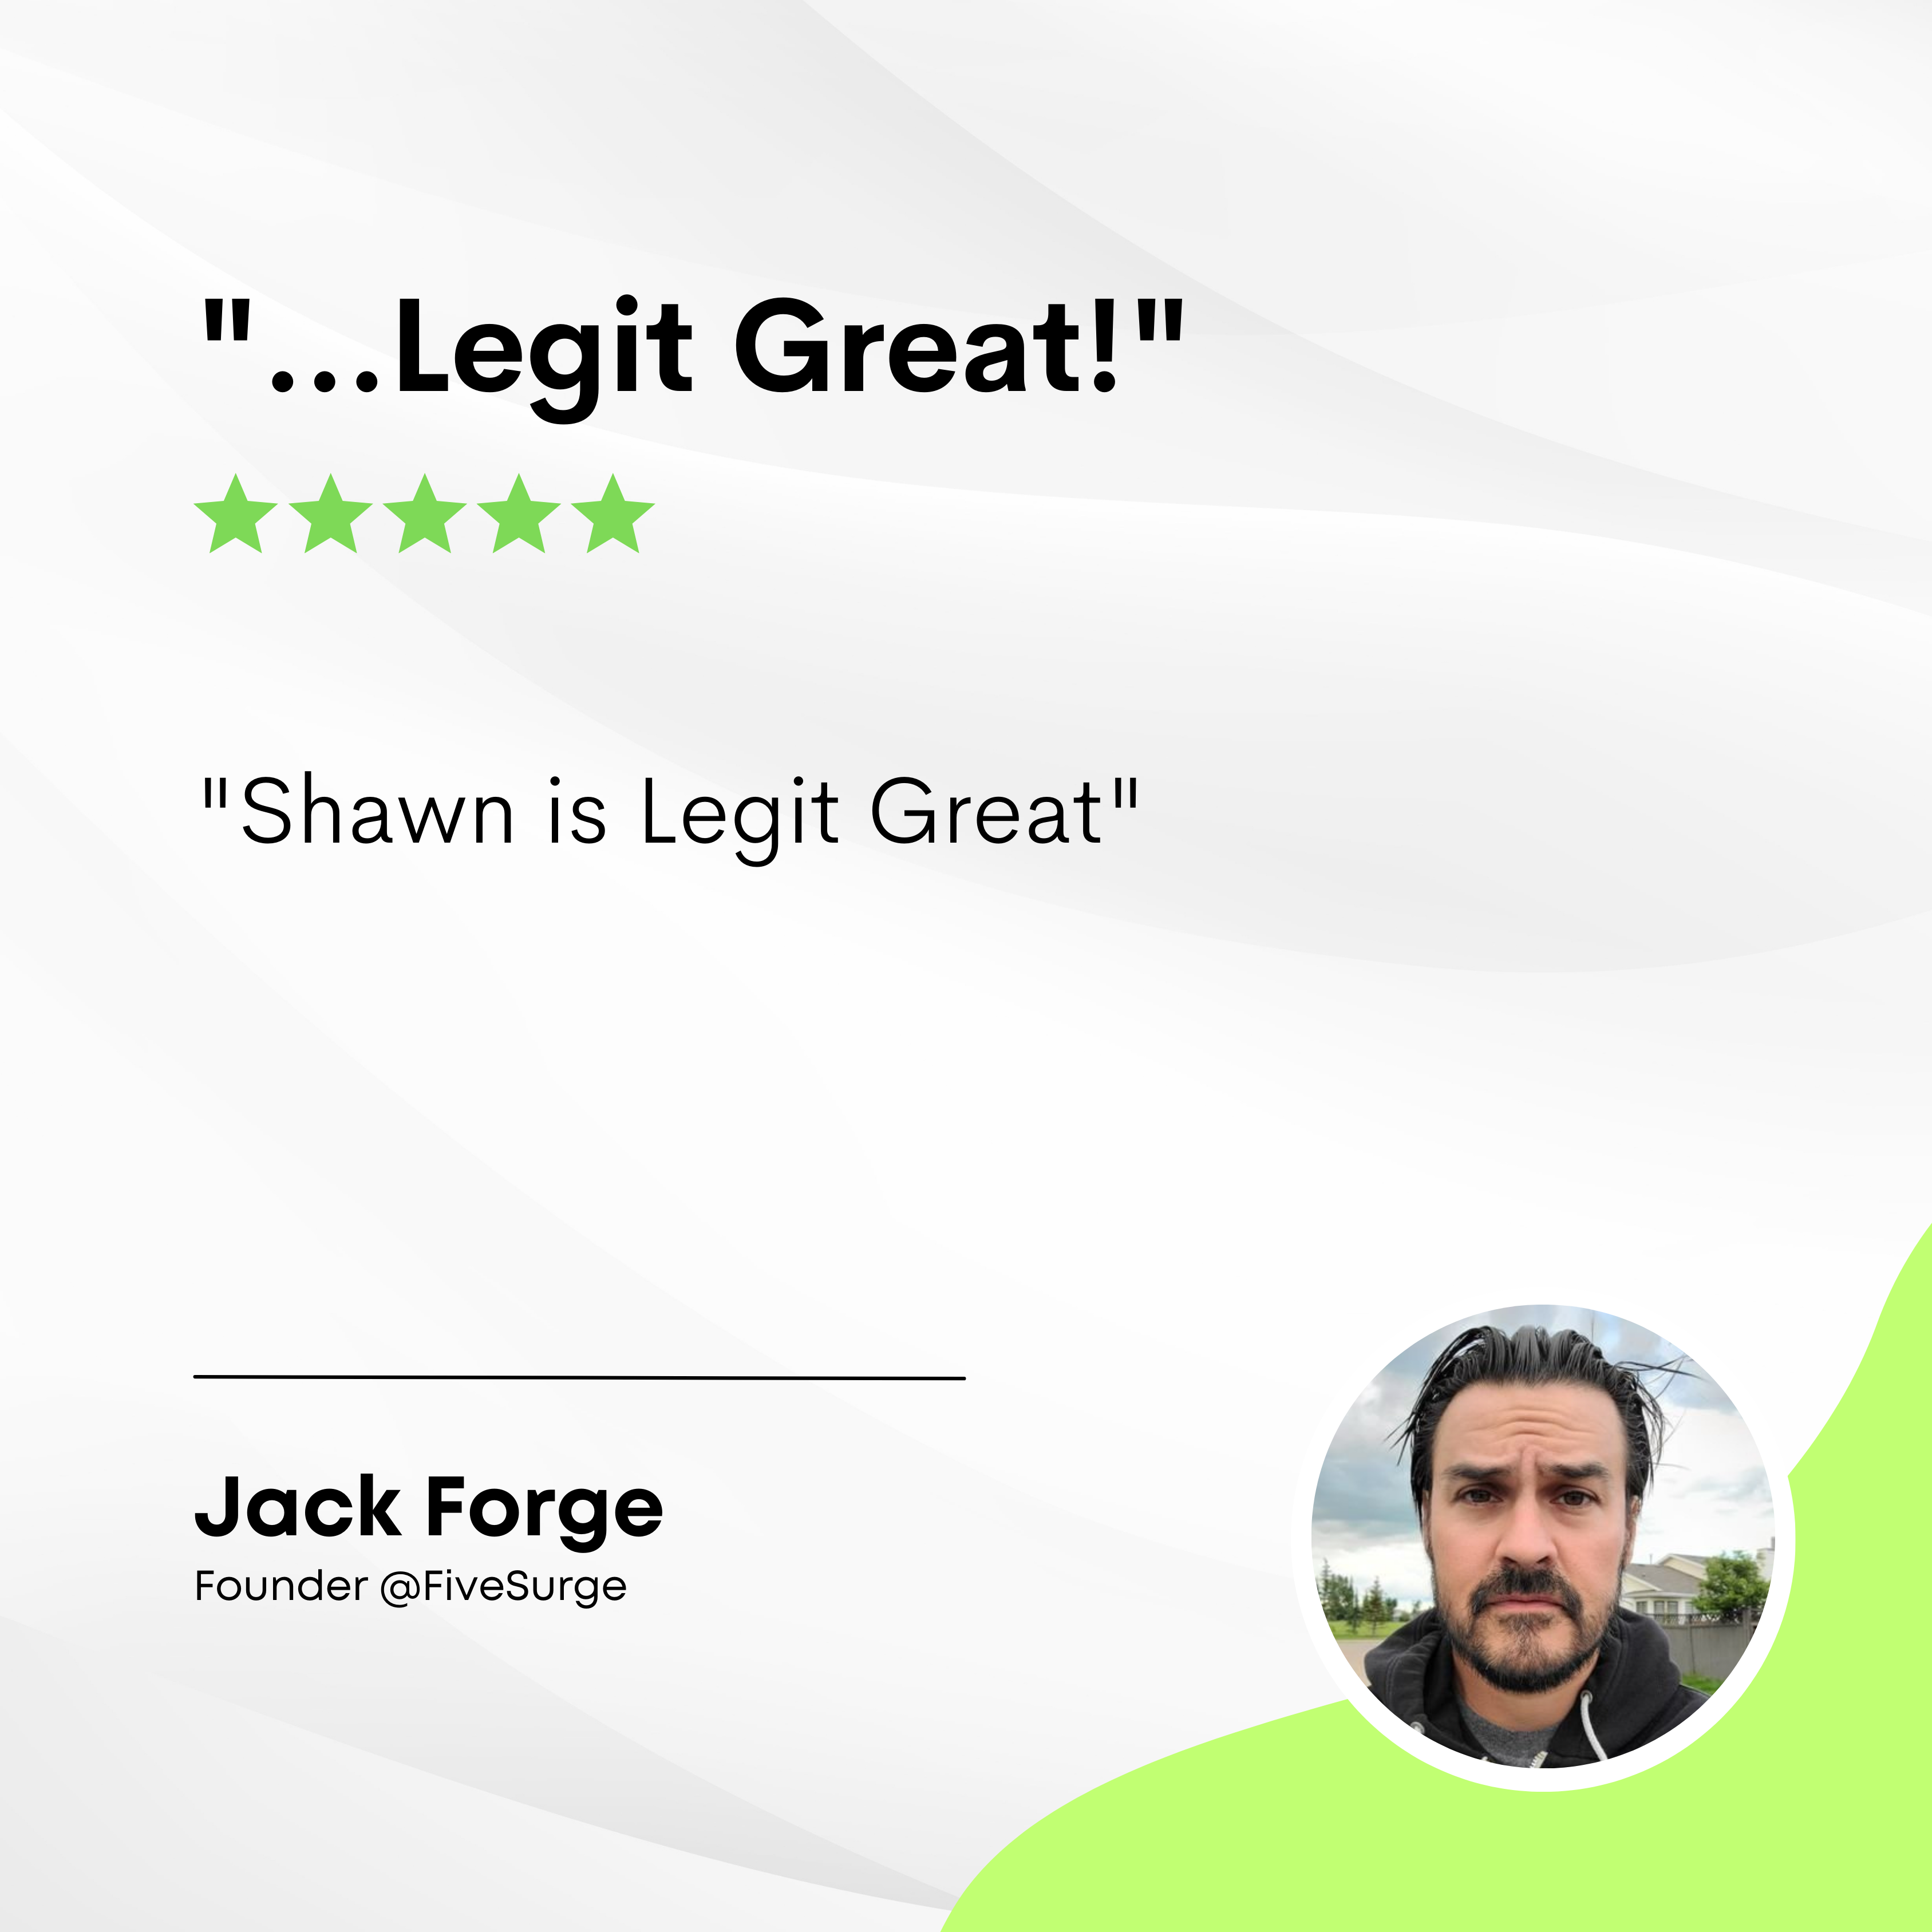 "...Legit Great!"
"Shawn is Legit Great"
Jack Forge
Founder @FiveSurge